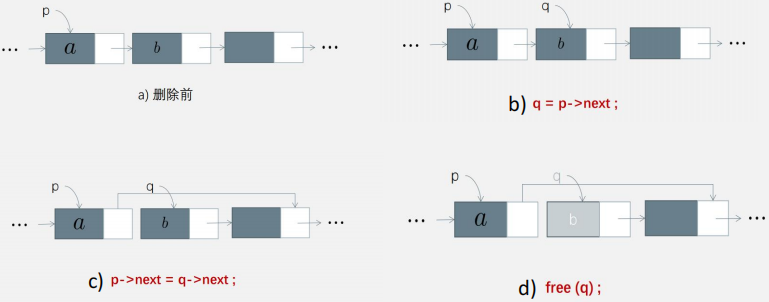 p
… a b …
a) 删除前
p q
… a b …
b) q = p->next ;
p q
… a b …
c) p->next = q->next ;
p q
… a b …
d) free (q) ;